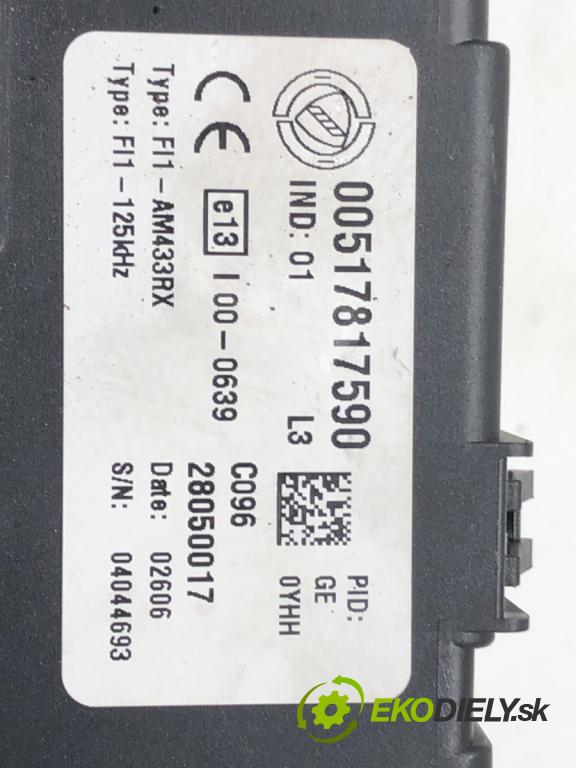 00517817590
IND: 01
L3
PID:
GE
0YHH
CE e13 I 00-0639
C096
28050017
Type: FI1-AM433RX
Date: 02606
Type: FI1-125kHz
S/N: 04044693
EKODIELY.sk